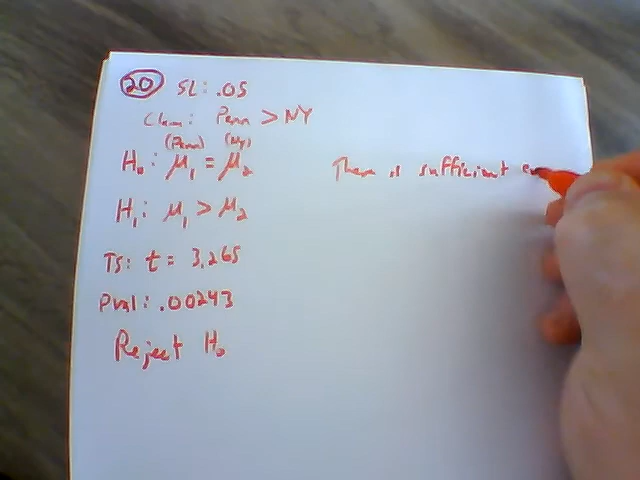 20 SL: .05
Claim: Penn > NY
(Penn) (NY)
H₀: μ₁ = μ₂
H₁: μ₁ > μ₂
TS: t = 3.265
Pval: .00243
Reject H₀
There is sufficient